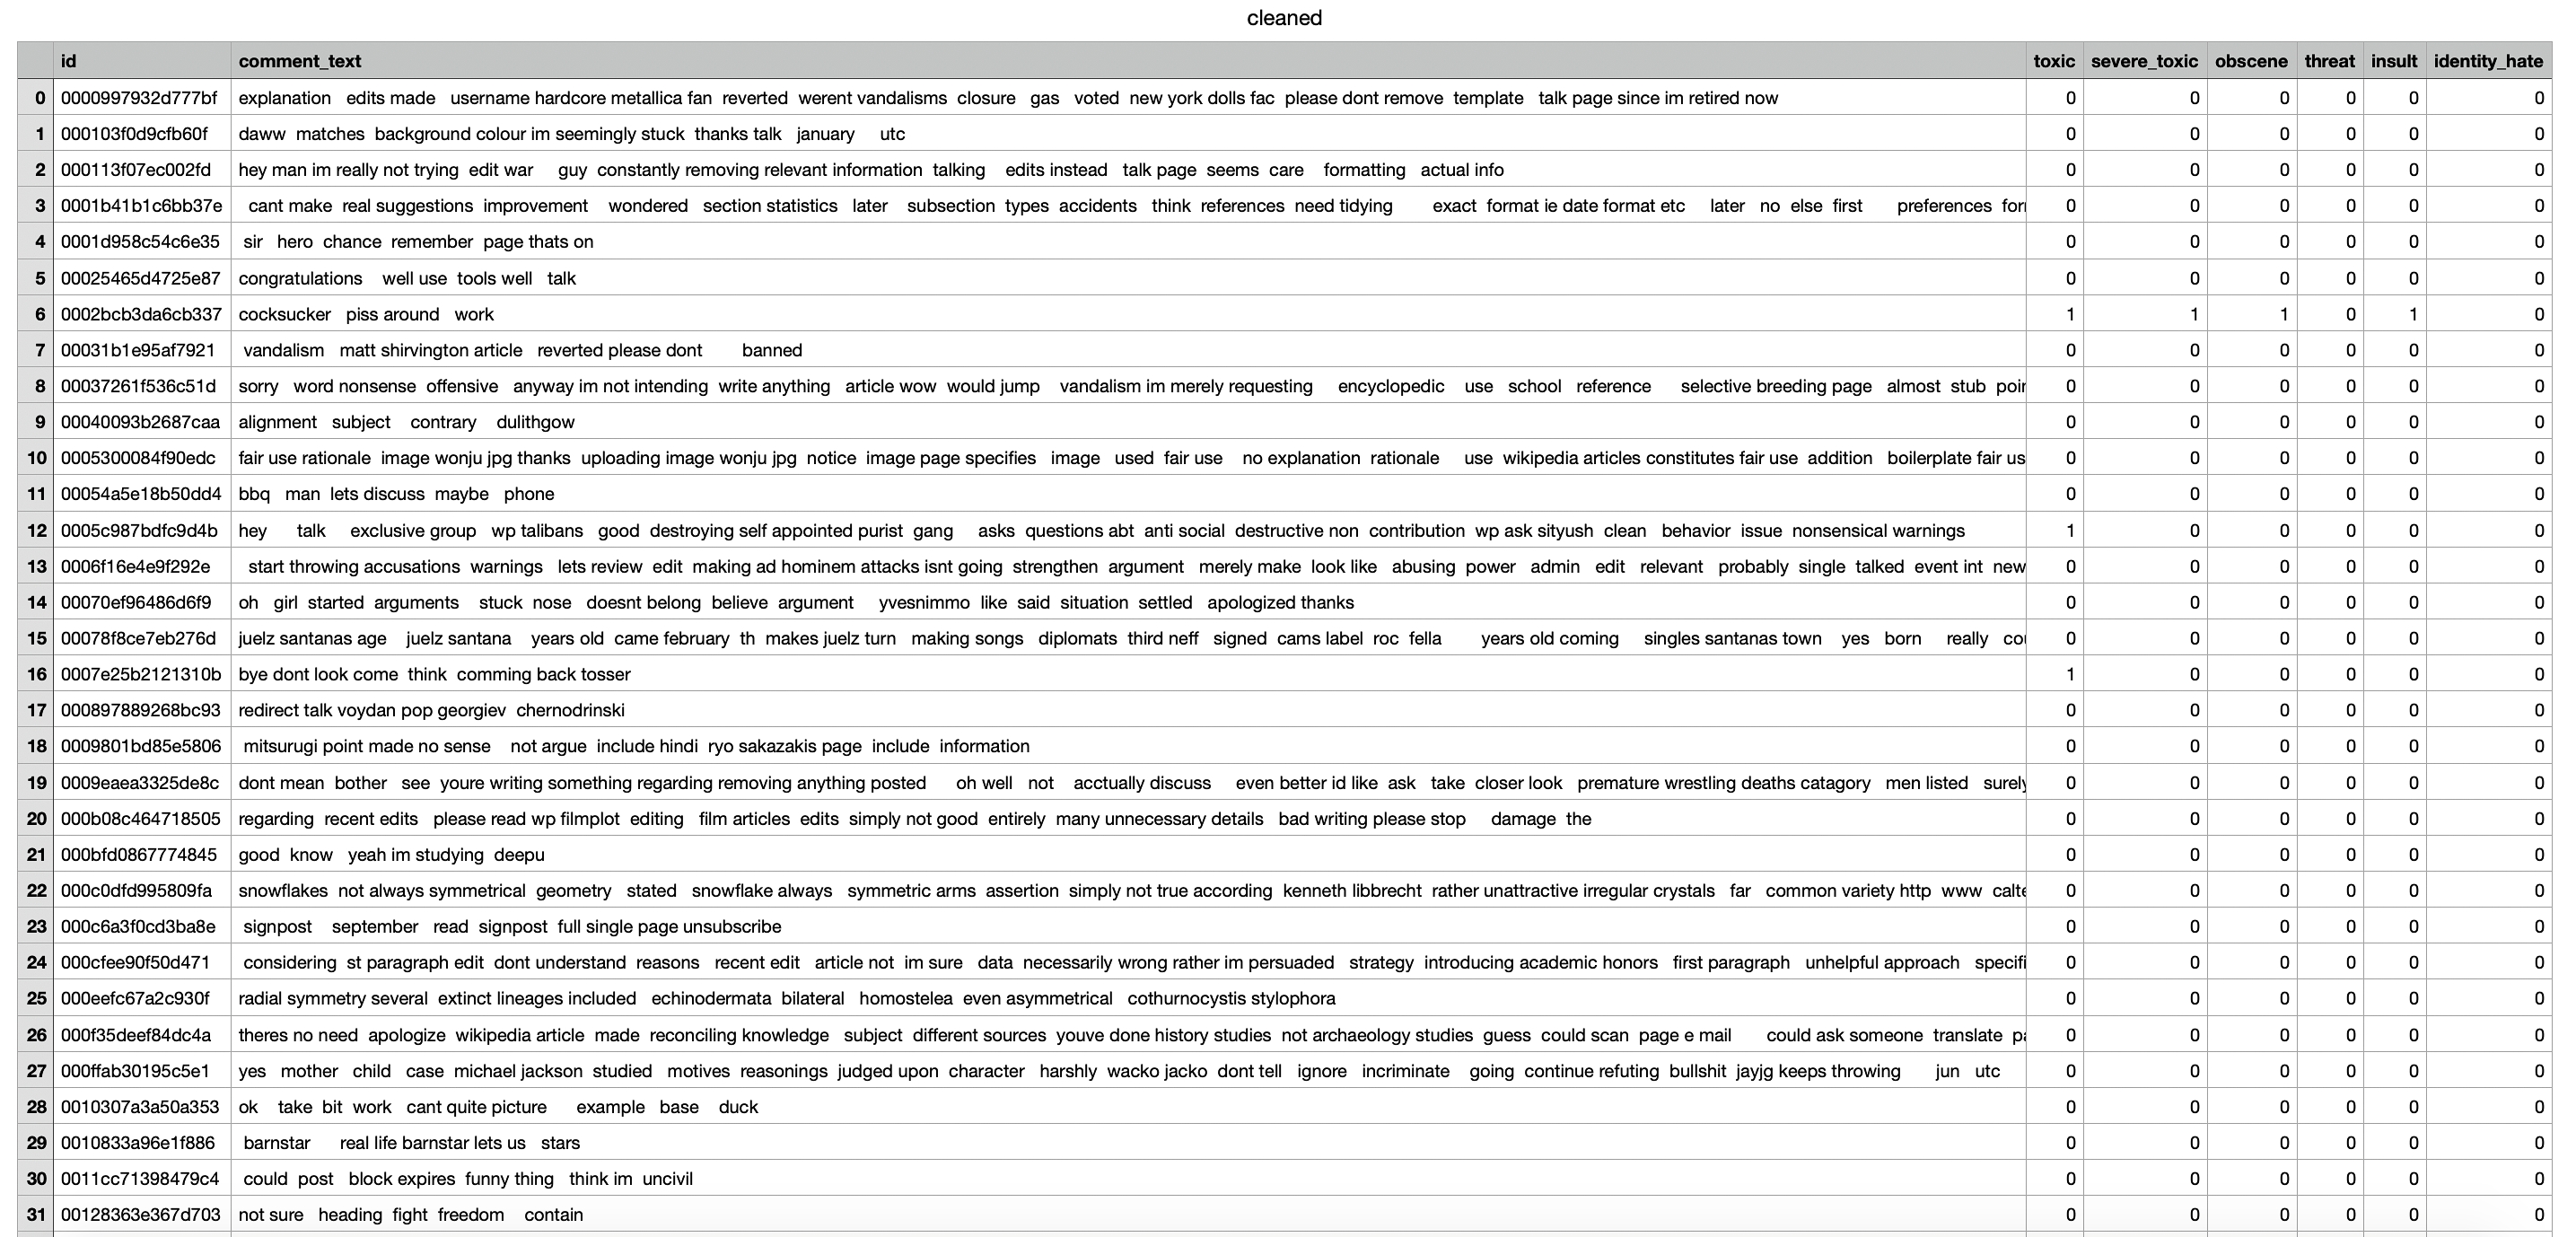 cleaned
id comment_text toxic severe_toxic obscene threat insult identity_hate
0 0000997932d777bf explanation edits made username hardcore metallica fan reverted werent vandalisms closure gas voted new york dolls fac please dont remove template talk page since im retired now 0 0 0 0 0 0
1 000103f0d9cfb60f daww matches background colour im seemingly stuck thanks talk january utc 0 0 0 0 0 0
2 000113f07ec002fd hey man im really not trying edit war guy constantly removing relevant information talking edits instead talk page seems care formatting actual info 0 0 0 0 0 0
3 0001b41b1c6bb37e cant make real suggestions improvement wondered section statistics later subsection types accidents think references need tidying exact format ie date format etc later no else first preferences for 0 0 0 0 0 0
4 0001d958c54c6e35 sir hero chance remember page thats on 0 0 0 0 0 0
5 00025465d4725e87 congratulations well use tools well talk 0 0 0 0 0 0
6 0002bcb3da6cb337 cocksucker piss around work 1 1 1 0 1 0
7 00031b1e95af7921 vandalism matt shirvington article reverted please dont banned 0 0 0 0 0 0
8 00037261f536c51d sorry word nonsense offensive anyway im not intending write anything article wow would jump vandalism im merely requesting encyclopedic use school reference selective breeding page almost stub poi 0 0 0 0 0 0
9 00040093b2687caa alignment subject contrary dulithgow 0 0 0 0 0 0
10 0005300084f90edc fair use rationale image wonju jpg thanks uploading image wonju jpg notice image page specifies image used fair use no explanation rationale use wikipedia articles constitutes fair use addition boilerplate fair us 0 0 0 0 0 0
11 00054a5e18b50dd4 bbq man lets discuss maybe phone 0 0 0 0 0 0
12 0005c987bdfc9d4b hey talk exclusive group wp talibans good destroying self appointed purist gang asks questions abt anti social destructive non contribution wp ask sityush clean behavior issue nonsensical warnings 1 0 0 0 0 0
13 0006f16e4e9f292e start throwing accusations warnings lets review edit making ad hominem attacks isnt going strengthen argument merely make look like abusing power admin edit relevant probably single talked event int new 0 0 0 0 0 0
14 00070ef96486d6f9 oh girl started arguments stuck nose doesnt belong believe argument yvesnimmo like said situation settled apologized thanks 0 0 0 0 0 0
15 00078f8ce7eb276d juelz santanas age juelz santana years old came february th makes juelz turn making songs diplomats third neff signed cams label roc fella years old coming singles santanas town yes born really co 0 0 0 0 0 0
16 0007e25b2121310b bye dont look come think comming back tosser 1 0 0 0 0 0
17 000897889268bc93 redirect talk voydan pop georgiev chernodrinski 0 0 0 0 0 0
18 0009801bd85e5806 mitsurugi point made no sense not argue include hindi ryo sakazakis page include information 0 0 0 0 0 0
19 0009eaea3325de8c dont mean bother see youre writing something regarding removing anything posted oh well not acctually discuss even better id like ask take closer look premature wrestling deaths catagory men listed surely 0 0 0 0 0 0
20 000b08c464718505 regarding recent edits please read wp filmplot editing film articles edits simply not good entirely many unnecessary details bad writing please stop damage the 0 0 0 0 0 0
21 000bfd0867774845 good know yeah im studying deepu 0 0 0 0 0 0
22 000c0dfd995809fa snowflakes not always symmetrical geometry stated snowflake always symmetric arms assertion simply not true according kenneth libbrecht rather unattractive irregular crystals far common variety http www calte 0 0 0 0 0 0
23 000c6a3f0cd3ba8e signpost september read signpost full single page unsubscribe 0 0 0 0 0 0
24 000cfee90f50d471 considering st paragraph edit dont understand reasons recent edit article not im sure data necessarily wrong rather im persuaded strategy introducing academic honors first paragraph unhelpful approach specifi 0 0 0 0 0 0
25 000eefc67a2c930f radial symmetry several extinct lineages included echinodermata bilateral homostelea even asymmetrical cothurnocystis stylophora 0 0 0 0 0 0
26 000f35deef84dc4a theres no need apologize wikipedia article made reconciling knowledge subject different sources youve done history studies not archaeology studies guess could scan page e mail could ask someone translate pa 0 0 0 0 0 0
27 000ffab30195c5e1 yes mother child case michael jackson studied motives reasonings judged upon character harshly wacko jacko dont tell ignore incriminate going continue refuting bullshit jayjg keeps throwing jun utc 0 0 0 0 0 0
28 0010307a3a50a353 ok take bit work cant quite picture example base duck 0 0 0 0 0 0
29 0010833a96e1f886 barnstar real life barnstar lets us stars 0 0 0 0 0 0
30 0011cc71398479c4 could post block expires funny thing think im uncivil 0 0 0 0 0 0
31 00128363e367d703 not sure heading fight freedom contain 0 0 0 0 0 0